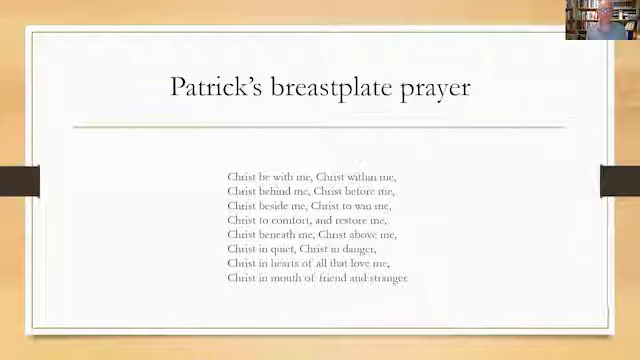 Patrick's breastplate prayer
Christ be with me, Christ within me,
Christ behind me, Christ before me,
Christ beside me, Christ to win me,
Christ to comfort, and restore me,
Christ beneath me, Christ above me,
Christ in quiet, Christ in danger,
Christ in hearts of all that love me,
Christ in mouth of friend and stranger.